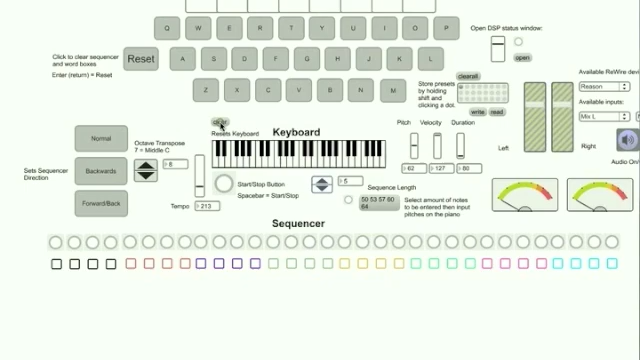 Q W E R T Y U I O P
Open DSP status window:
open
Click to clear sequencer
and word boxes
Enter (return) = Reset
Reset
A S D F G H J K L
Z X C V B N M
Store presets
by holding
shift and
clicking a dot.
clearall
write read
Available ReWire devi
Reason
Available inputs:
Mix L
Left
Right
Audio On/
clear
Resets Keyboard
Keyboard
Pitch Velocity Duration
62 127 80
Normal
Octave Transpose
7 = Middle C
8
Sets Sequencer
Direction
Backwards
Forward/Back
Start/Stop Button
Spacebar = Start/Stop
Tempo
213
5
Sequence Length
50 53 57 60
64
Select amount of notes
to be entered then input
pitches on the piano
Sequencer